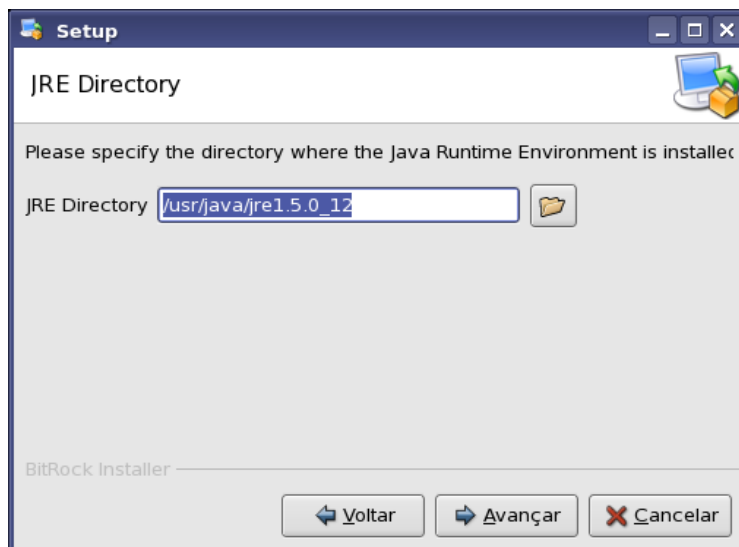 Setup
JRE Directory
Please specify the directory where the Java Runtime Environment is
JRE Directory /usr/java/jre1.5.0_12
BitRock Installer
Voltar Avançar Cancelar